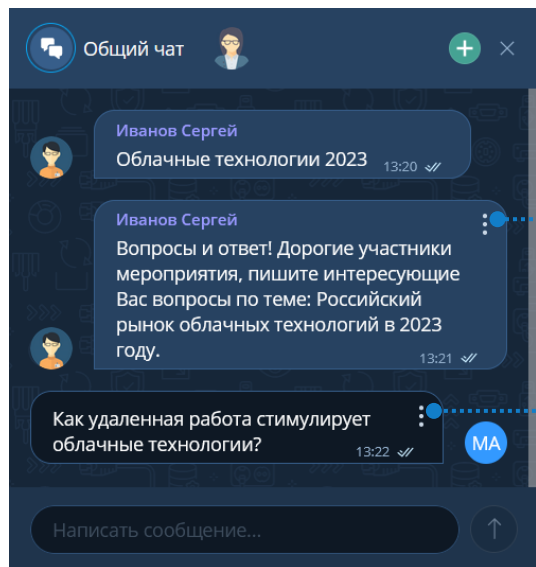 Общий чат
Иванов Сергей
Облачные технологии 2023 13:20
Иванов Сергей
Вопросы и ответ! Дорогие участники
мероприятия, пишите интересующие
Вас вопросы по теме: Российский
рынок облачных технологий в 2023
году. 13:21
Как удаленная работа стимулирует
облачные технологии? 13:22
МА
Написать сообщение...